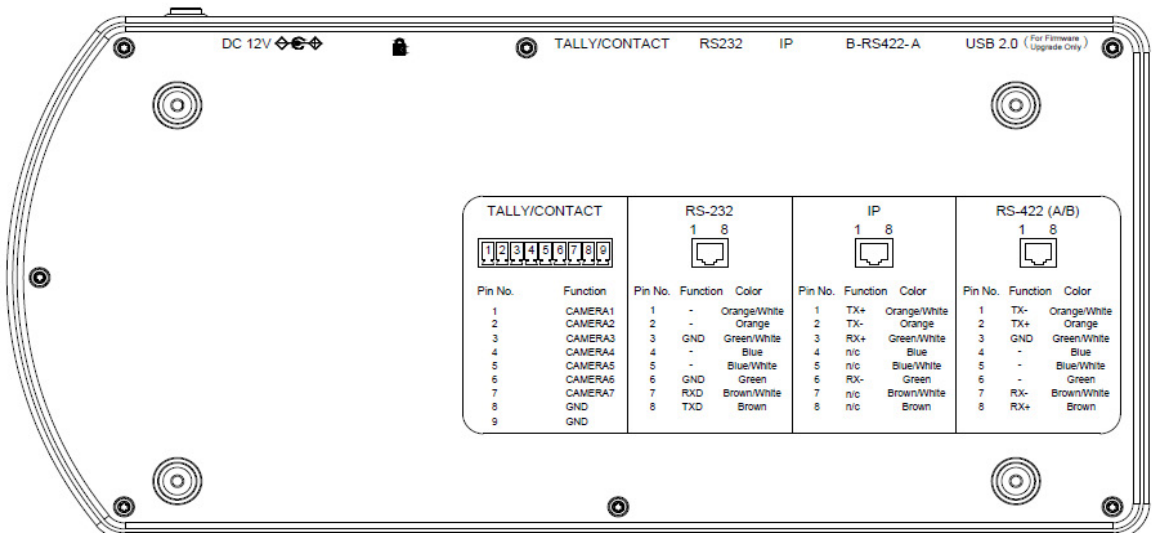 DC 12V TALLY/CONTACT RS232 IP B-RS422-A USB 2.0 (For Firmware Upgrade Only)
TALLY/CONTACT
1 2 3 4 5 6 7 8 9
Pin No. Function
1 CAMERA1
2 CAMERA2
3 CAMERA3
4 CAMERA4
5 CAMERA5
6 CAMERA6
7 CAMERA7
8 GND
9 GND
RS-232
1 8
Pin No. Function Color
1 - Orange/White
2 - Orange
3 GND Green/White
4 - Blue
5 - Blue/White
6 GND Green
7 RXD Brown/White
8 TXD Brown
IP
1 8
Pin No. Function Color
1 TX+ Orange/White
2 TX- Orange
3 RX+ Green/White
4 n/c Blue
5 n/c Blue/White
6 RX- Green
7 n/c Brown/White
8 n/c Brown
RS-422 (A/B)
1 8
Pin No. Function Color
1 TX- Orange/White
2 TX+ Orange
3 GND Green/White
4 - Blue
5 - Blue/White
6 - Green
7 RX- Brown/White
8 RX+ Brown